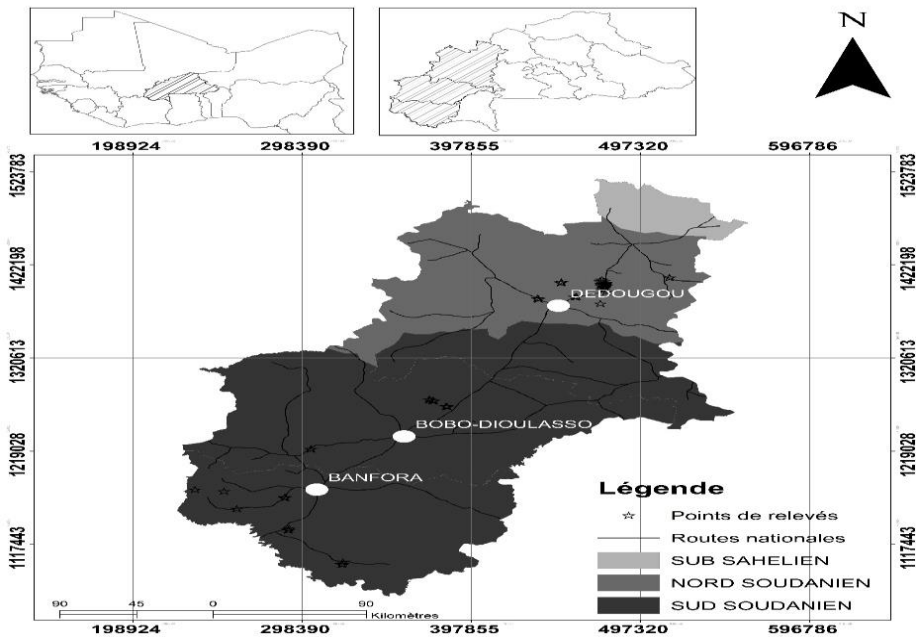 N
198924 298390 397855 497320 596786
1523783 1523783
1422198 1422198
DEDOUGOU
1320613 1320613
BOBO-DIOULASSO
1219028 1219028
BANFORA
Légende
Points de relevés
1117443 1117443
Routes nationales
SUB SAHELIEN
NORD SOUDANIEN
SUD SOUDANIEN
90 45 0 90
Kilomètres
198924 298390 397855 497320 596786